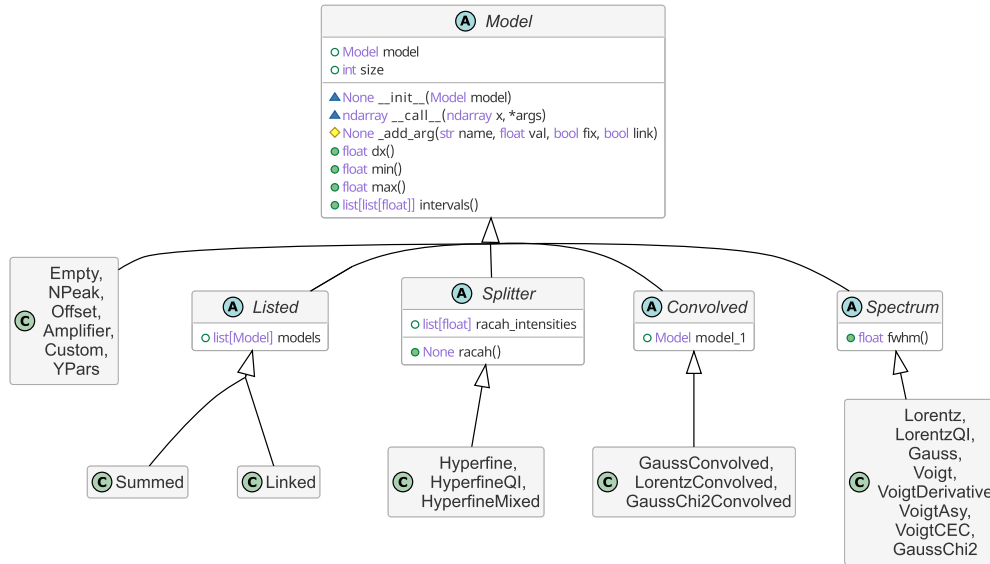 A Model
Model model
int size
None __init__(Model model)
ndarray __call__(ndarray x, *args)
None _add_arg(str name, float val, bool fix, bool link)
float dx()
float min()
float max()
list[list[float]] intervals()
C Empty,
NPeak,
Offset,
Amplifier,
Custom,
YPars
A Listed
list[Model] models
A Splitter
list[float] racah_intensities
None racah()
A Convolved
Model model_1
A Spectrum
float fwhm()
C Summed
C Linked
C Hyperfine,
HyperfineQI,
HyperfineMixed
C GaussConvolved,
LorentzConvolved,
GaussChi2Convolved
C Lorentz,
LorentzQI,
Gauss,
Voigt,
VoigtDerivative
VoigtAsy,
VoigtCEC,
GaussChi2